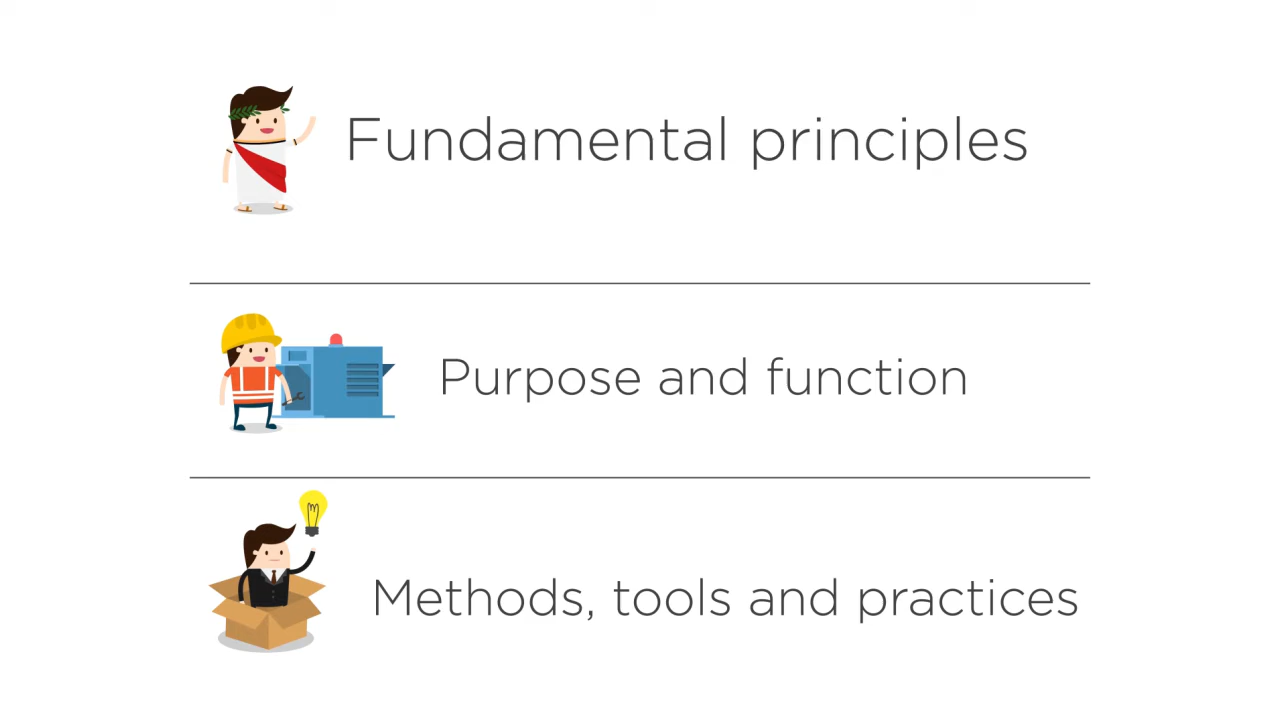 Fundamental principles
Purpose and function
Methods, tools and practices